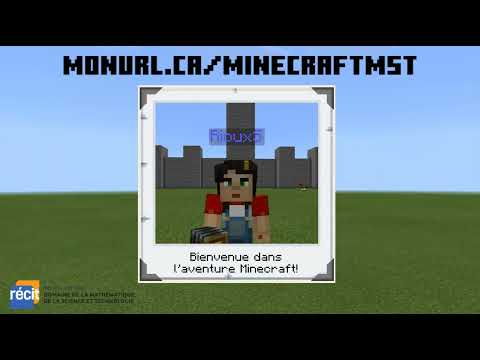 MONURL.CA/MINECRAFTMST
Bienvenue dans
l'aventure Minecraft!
récit
DOMAINE DE LA MATHÉMATIQUE,
DE LA SCIENCE ET TECHNOLOGIE